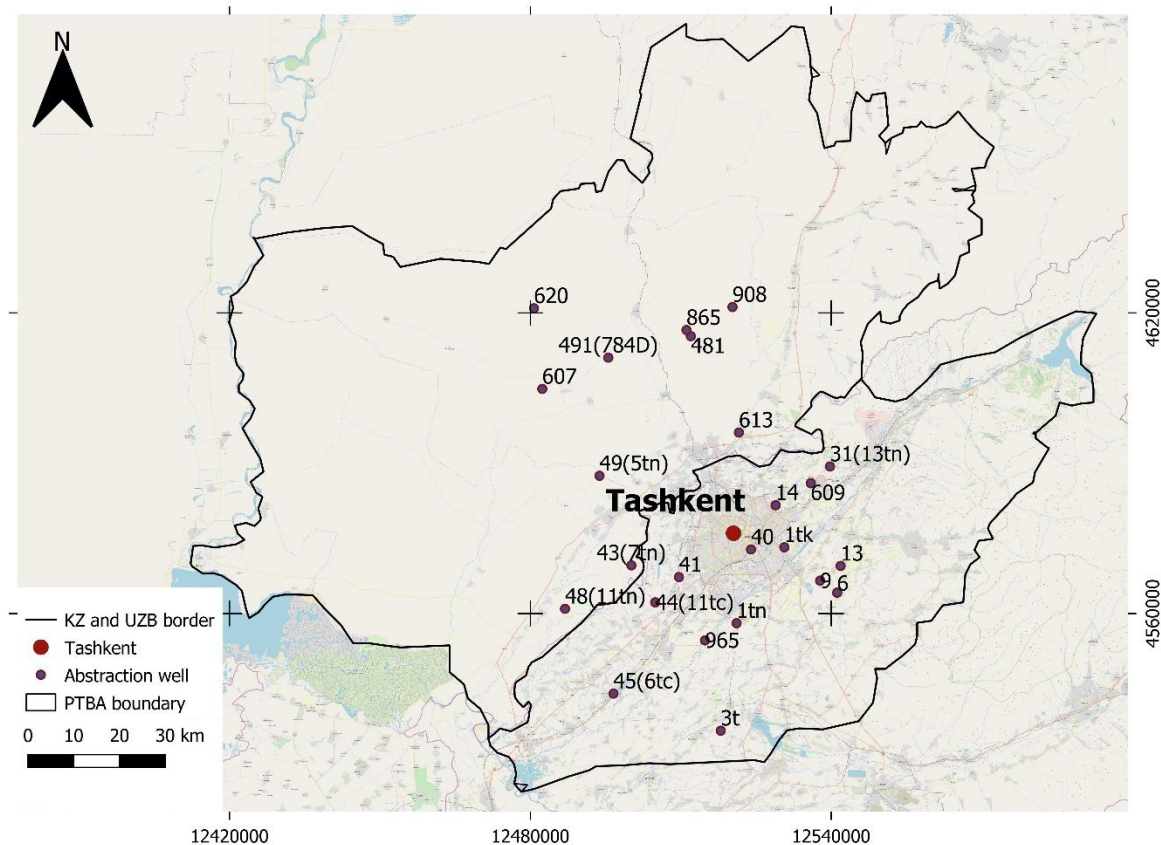 N
620
908
865
481
491(784D)
607
613
49(5tn)
31(13tn)
609
Tashkent
14
40
1tk
43(7tn)
41
13
9
6
48(11tn)
44(11tc)
1tn
965
45(6tc)
3t
KZ and UZB border
Tashkent
Abstraction well
PTBA boundary
0 10 20 30 km
4620000
4560000
12420000 12480000 12540000